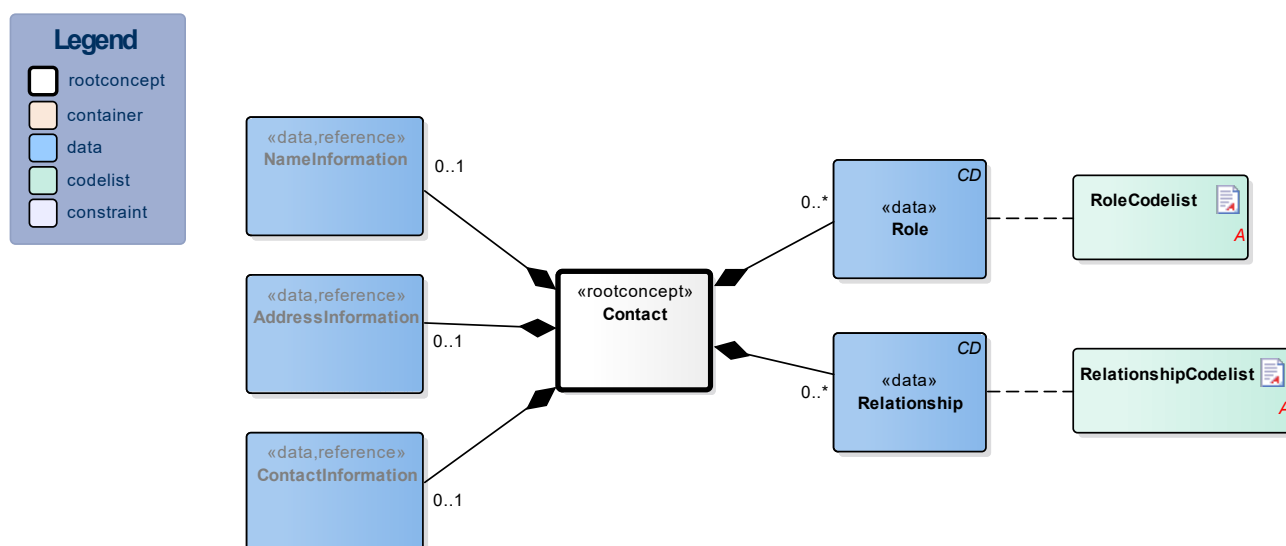 Legend
rootconcept
container
data
codelist
constraint
«data,reference»
NameInformation
0..1
«data,reference»
AddressInformation
0..1
«data,reference»
ContactInformation
0..1
«rootconcept»
Contact
CD
«data»
Role
0..*
RoleCodelist
A
CD
«data»
Relationship
0..*
RelationshipCodelist
A